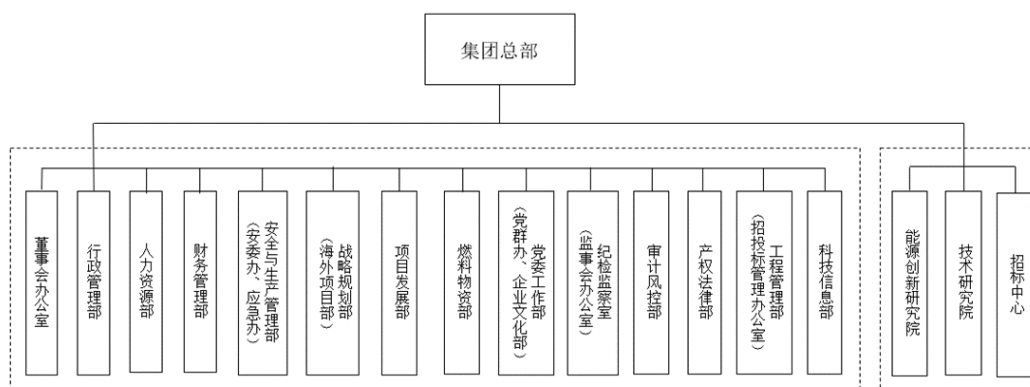 集团总部
董事会办公室
行政管理部
人力资源部
财务管理部
安全与生产管理部
（安委办、应急办）
战略规划部
（海外项目部）
项目发展部
燃料物资部
党委工作部
（党群办、企业文化部）
纪检监察室
（监事会办公室）
审计风控部
产权法律部
工程管理部
（招投标管理办公室）
科技信息部
能源创新研究院
技术研究院
招标中心